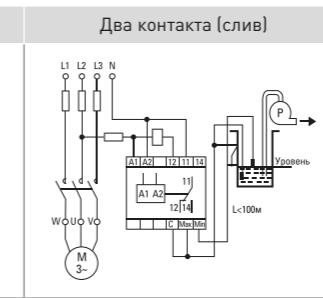 Два контакта (слив)
L1 L2 L3 N
P
A1 A2 12 11 14
Уровень
11
A1 A2
12 14
L<100м
W U V
C Max Min
M
3~